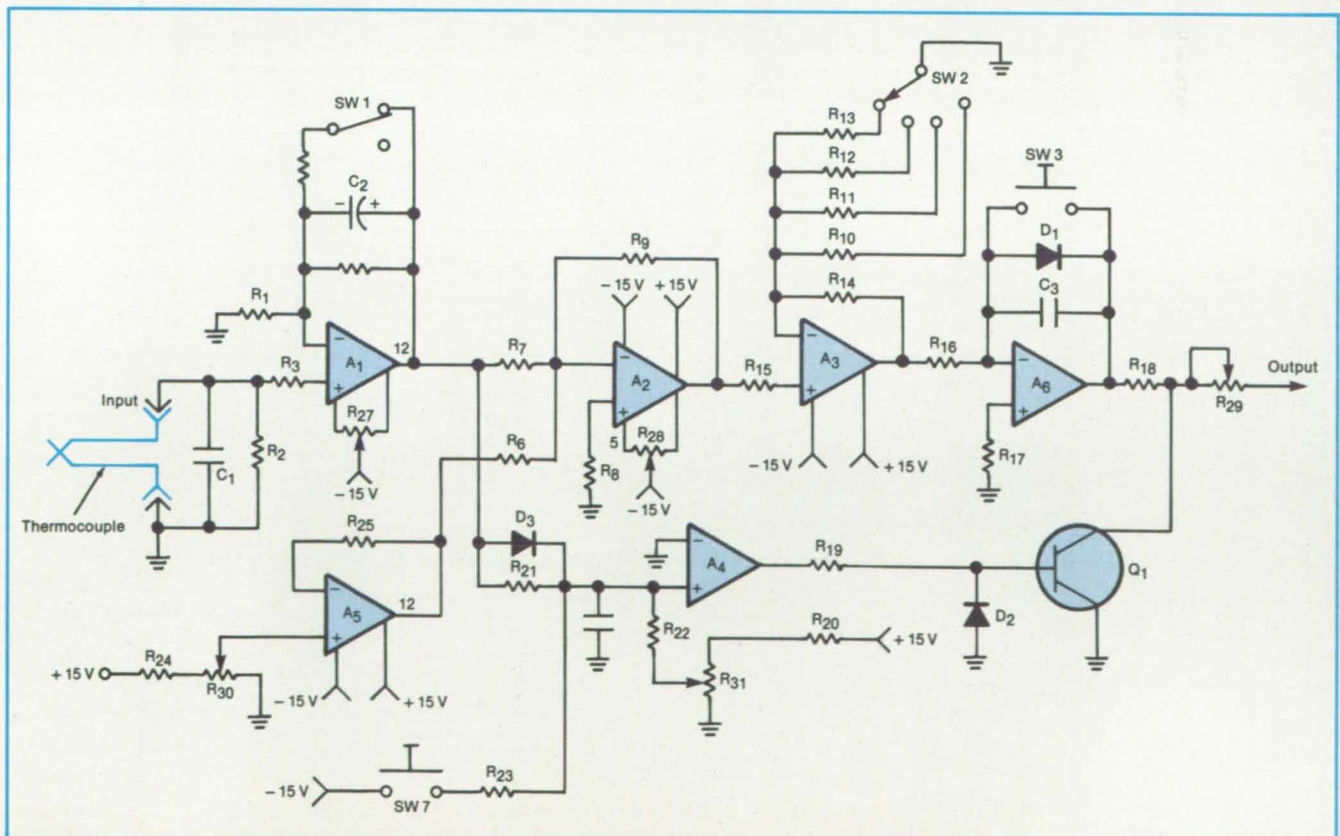 SW 1
SW 2
R13
R12
R11
R10
R14
SW 3
D1
C3
C2
R9
R1
- 15 V
+ 15 V
R3
A1
12
R7
A2
R15
A3
R16
A6
R18
Output
R29
Input
R27
- 15 V
R6
5
R28
R8
- 15 V
- 15 V
+ 15 V
R17
C1
R2
Thermocouple
R25
D3
R21
A4
R19
Q1
A5
12
R22
R20
+ 15 V
D2
+ 15 V
R24
R30
- 15 V
+ 15 V
R31
- 15 V
SW 7
R23